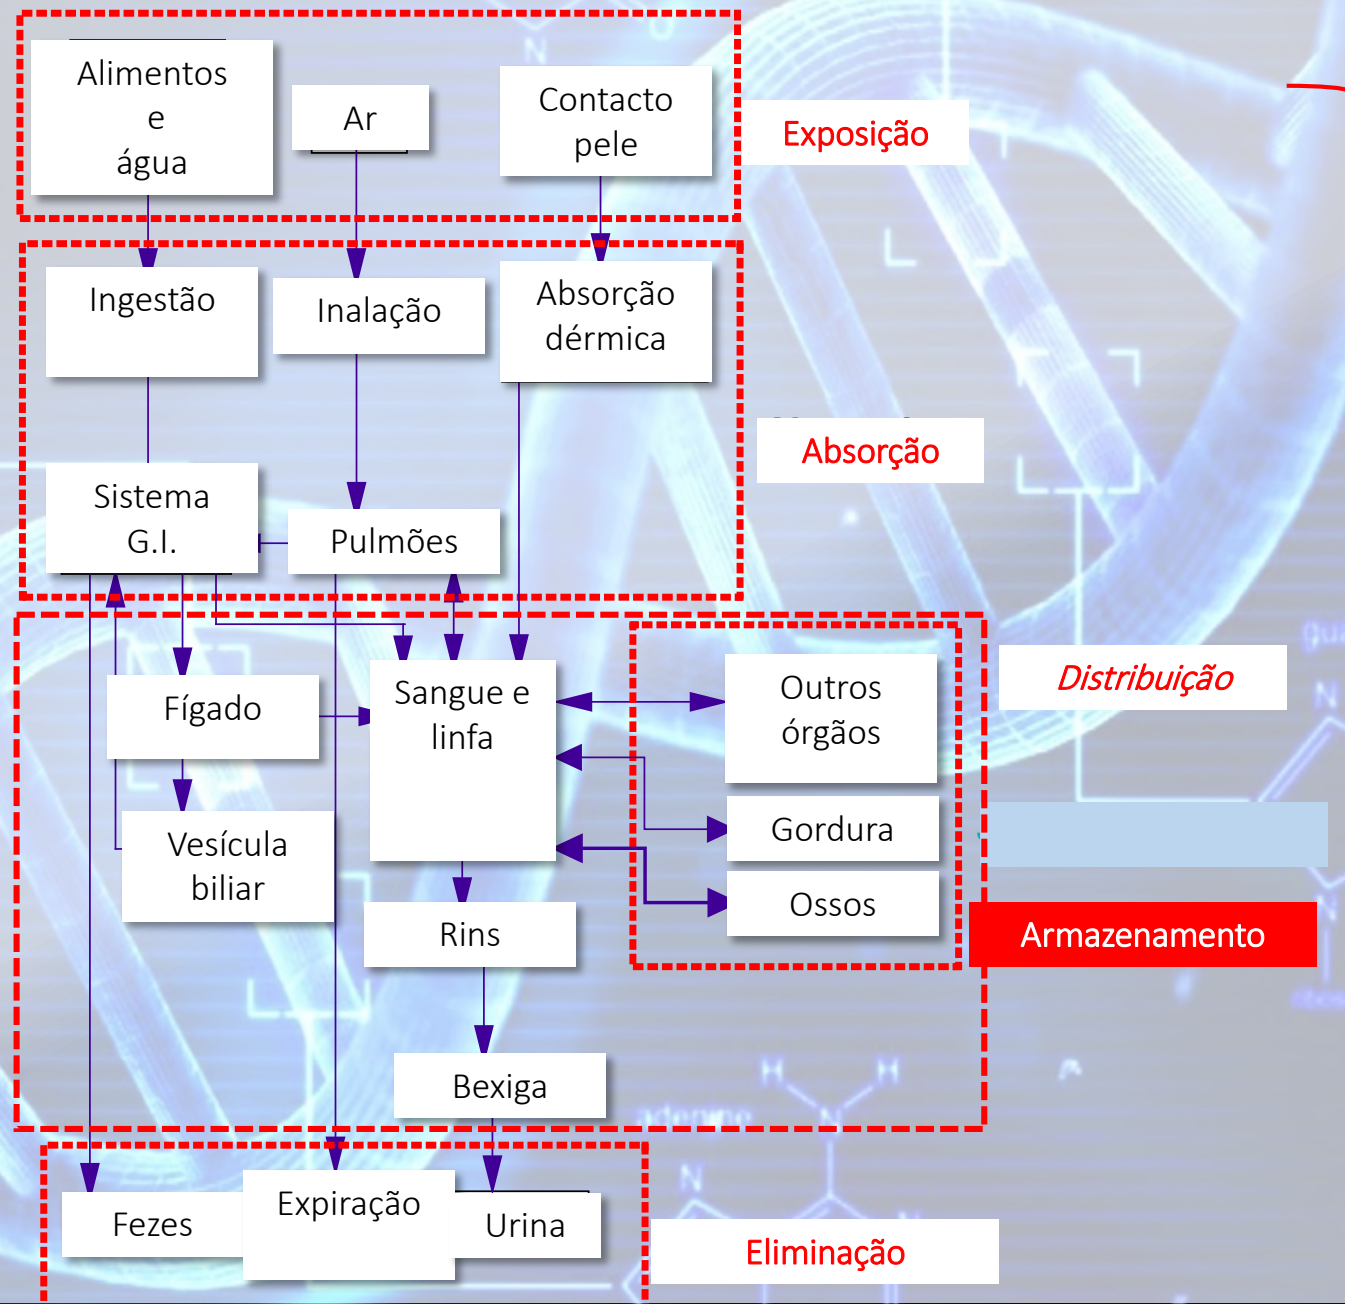 Alimentos
e
água
Ar
Contacto
pele
Exposição
Ingestão
Inalação
Absorção
dérmica
Absorção
Sistema
G.I.
Pulmões
Distribuição
Fígado
Sangue e
linfa
Outros
órgãos
Gordura
Vesícula
biliar
Ossos
Rins
Armazenamento
Bexiga
adenine
H
H
N
N
N
N
N
Fezes
Expiração
Urina
Eliminação